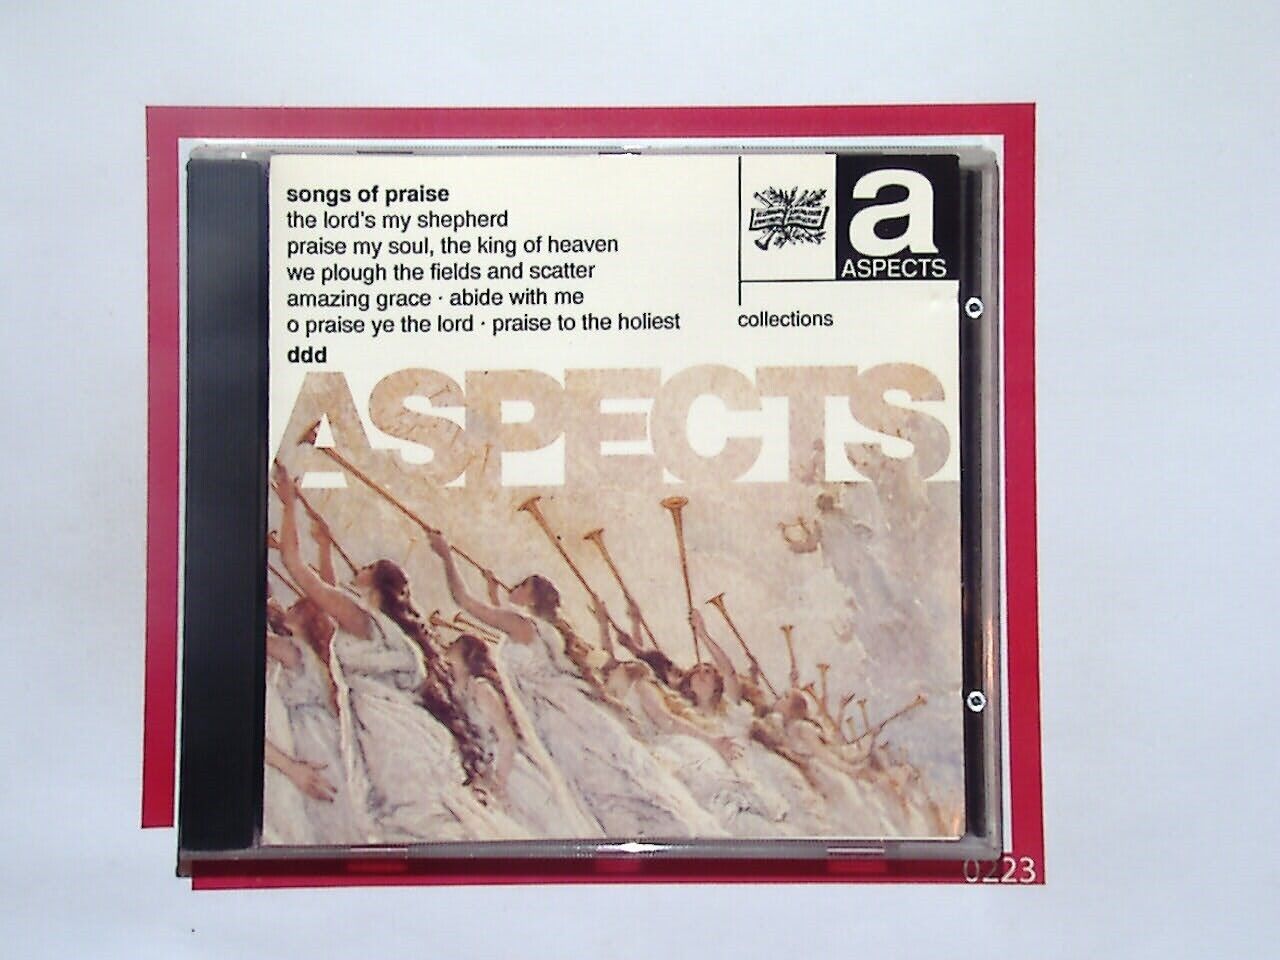 songs of praise
the lord's my shepherd
praise my soul, the king of heaven
we plough the fields and scatter
amazing grace · abide with me
o praise ye the lord · praise to the holiest
ddd
a
ASPECTS
collections
ASPECTS
0223